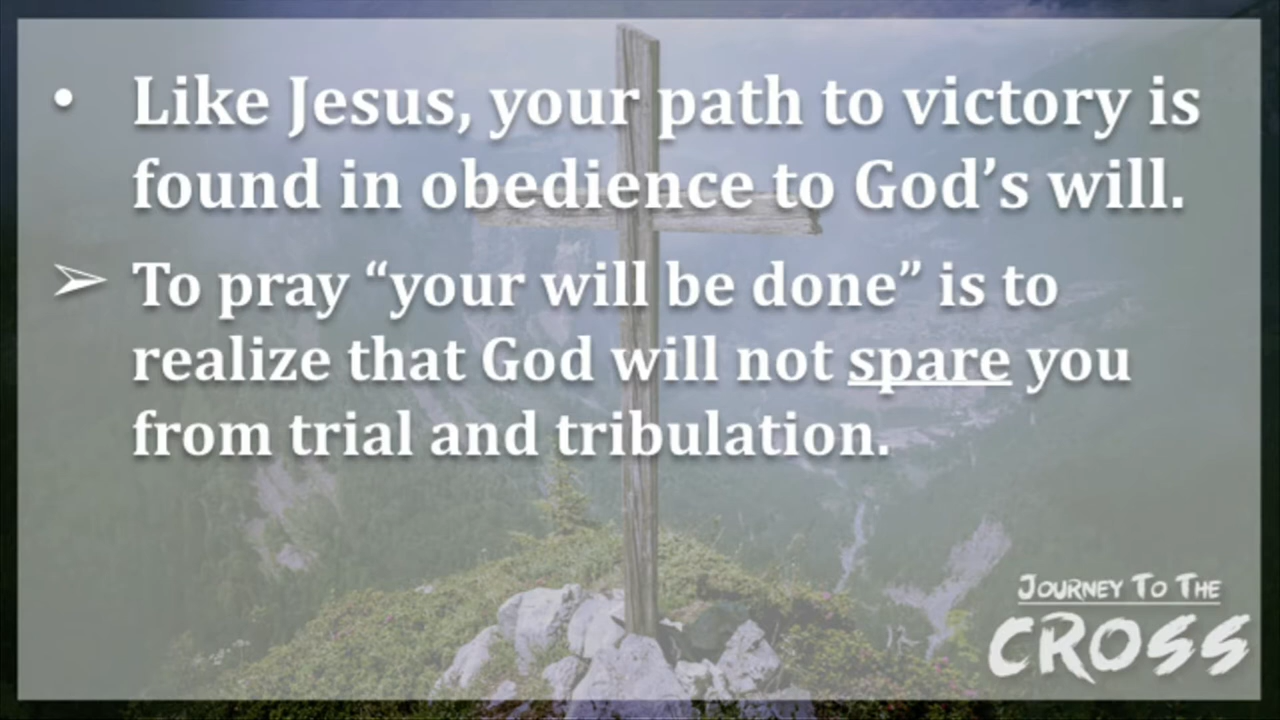 • Like Jesus, your path to victory is
found in obedience to God’s will.
➢ To pray “your will be done” is to
realize that God will not spare you
from trial and tribulation.
Journey To The
CROSS